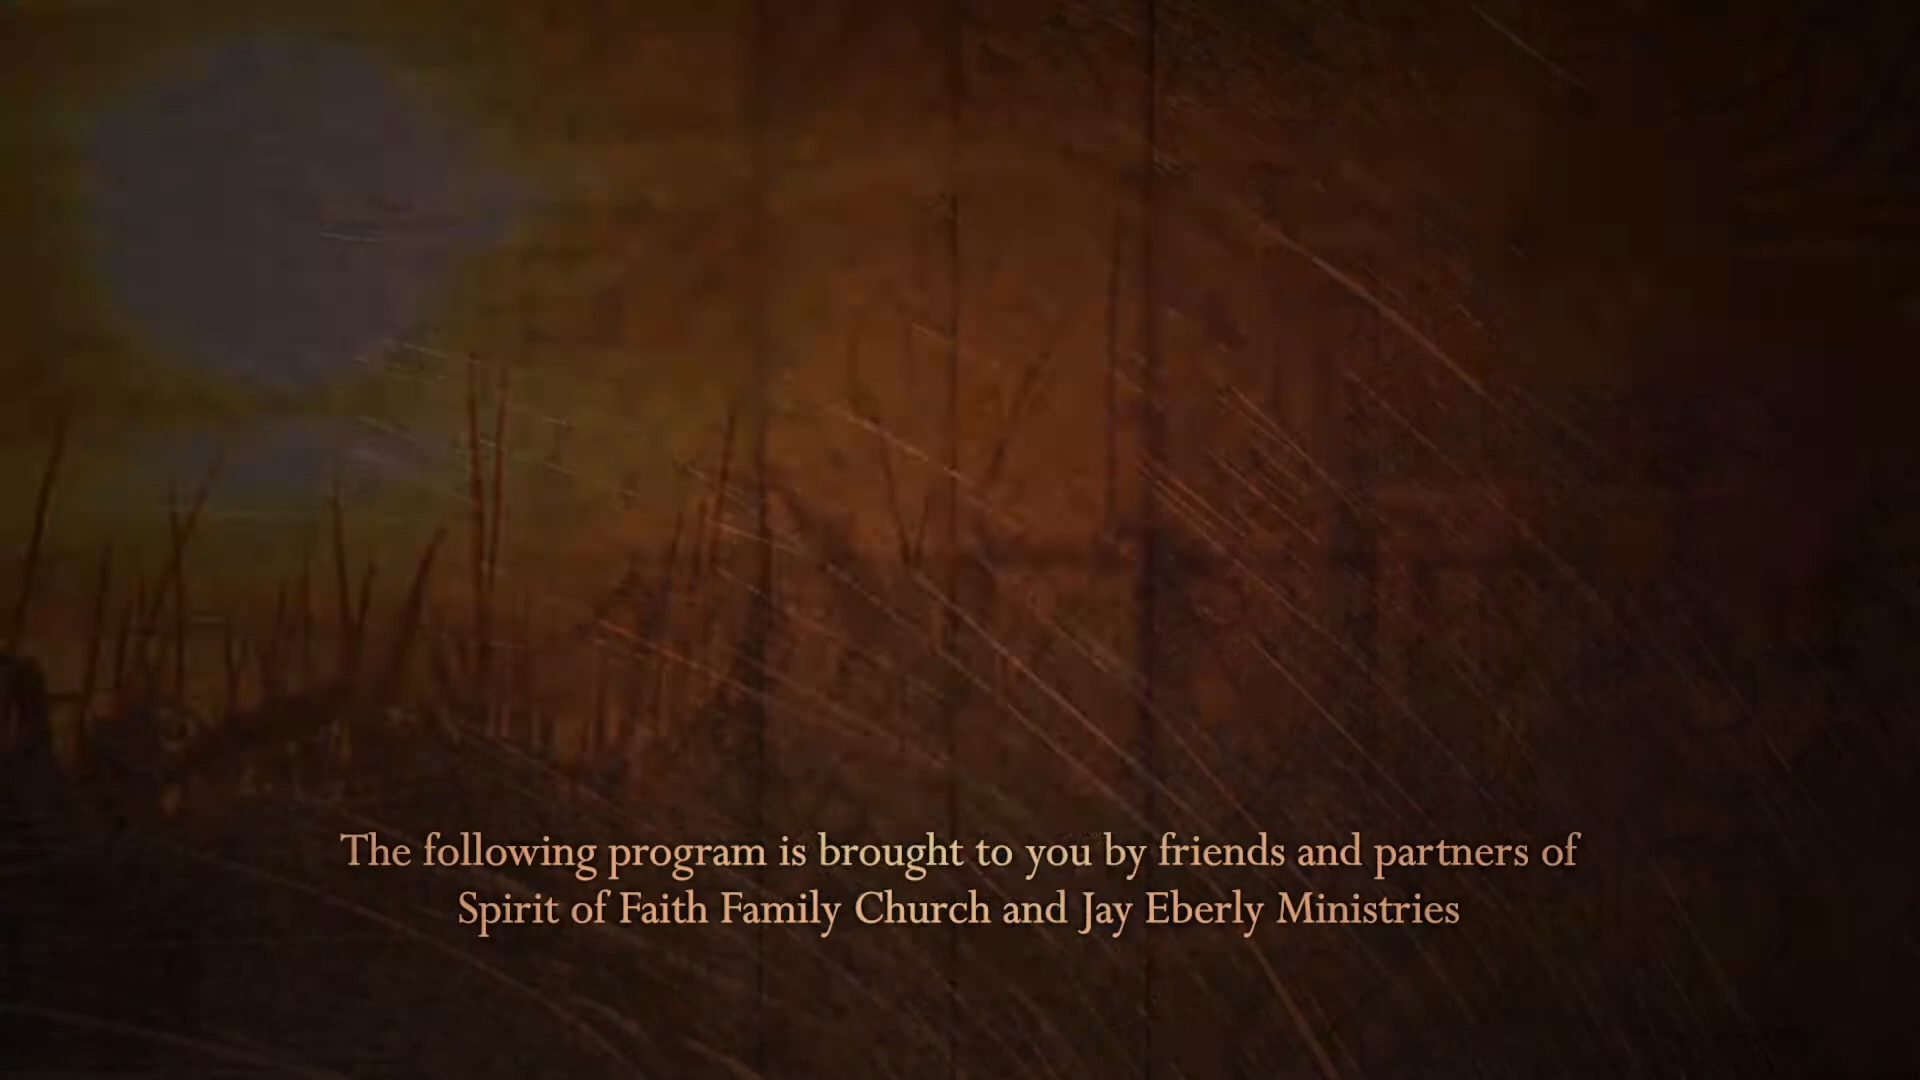 The following program is brought to you by friends and partners of
Spirit of Faith Family Church and Jay Eberly Ministries